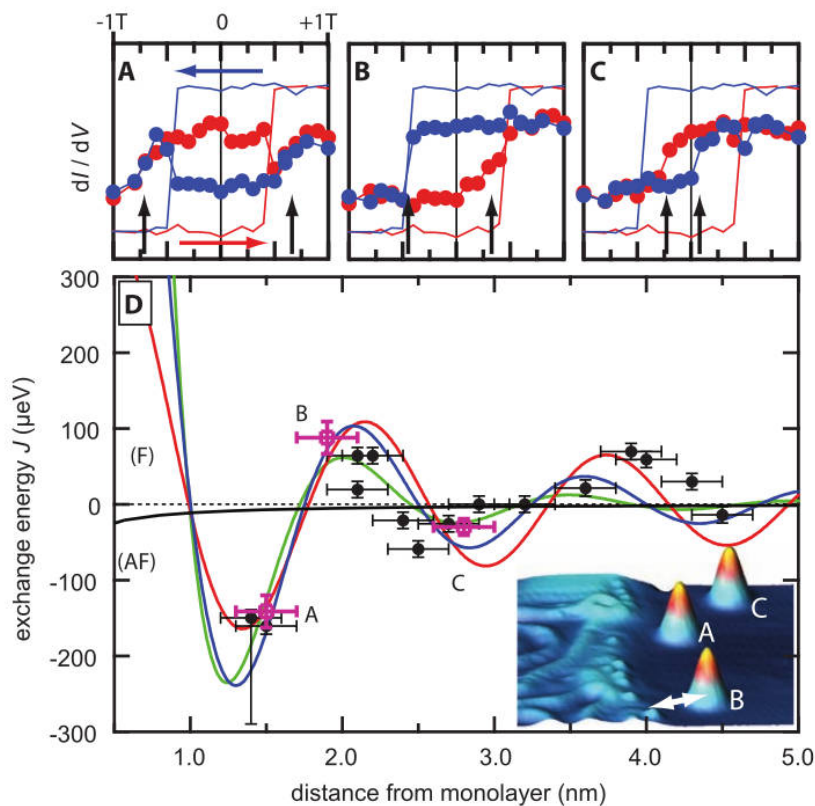 -1T 0 +1T
A B C
dI / dV
D
300
200
100
0
-100
-200
-300
(F)
(AF)
B
A
C
C
A
B
exchange energy J (μeV)
1.0 2.0 3.0 4.0 5.0
distance from monolayer (nm)